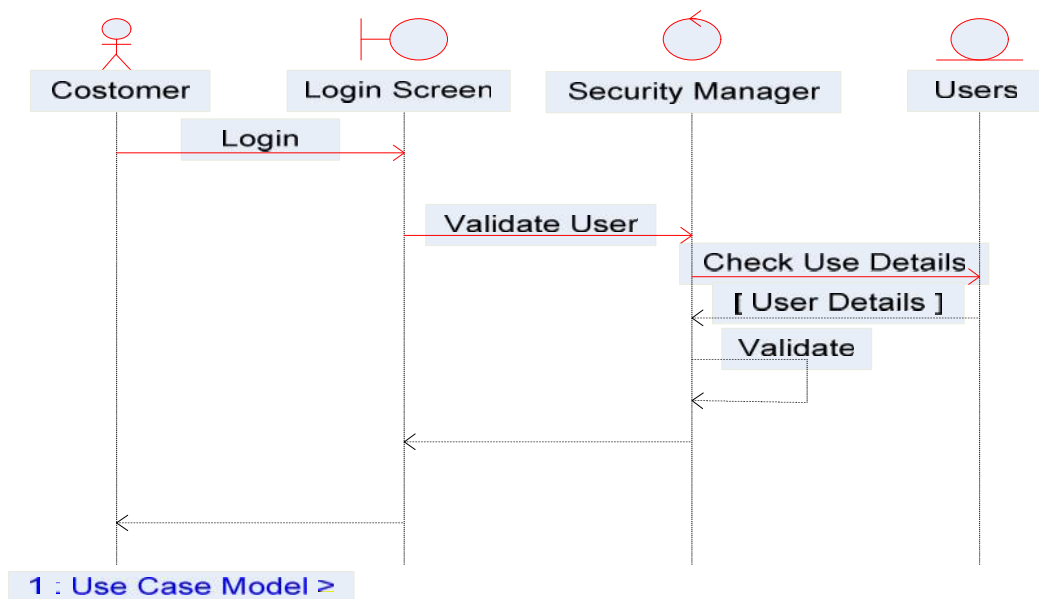 Costomer
Login Screen
Security Manager
Users
Login
Validate User
Check Use Details
[ User Details ]
Validate
1 : Use Case Model >